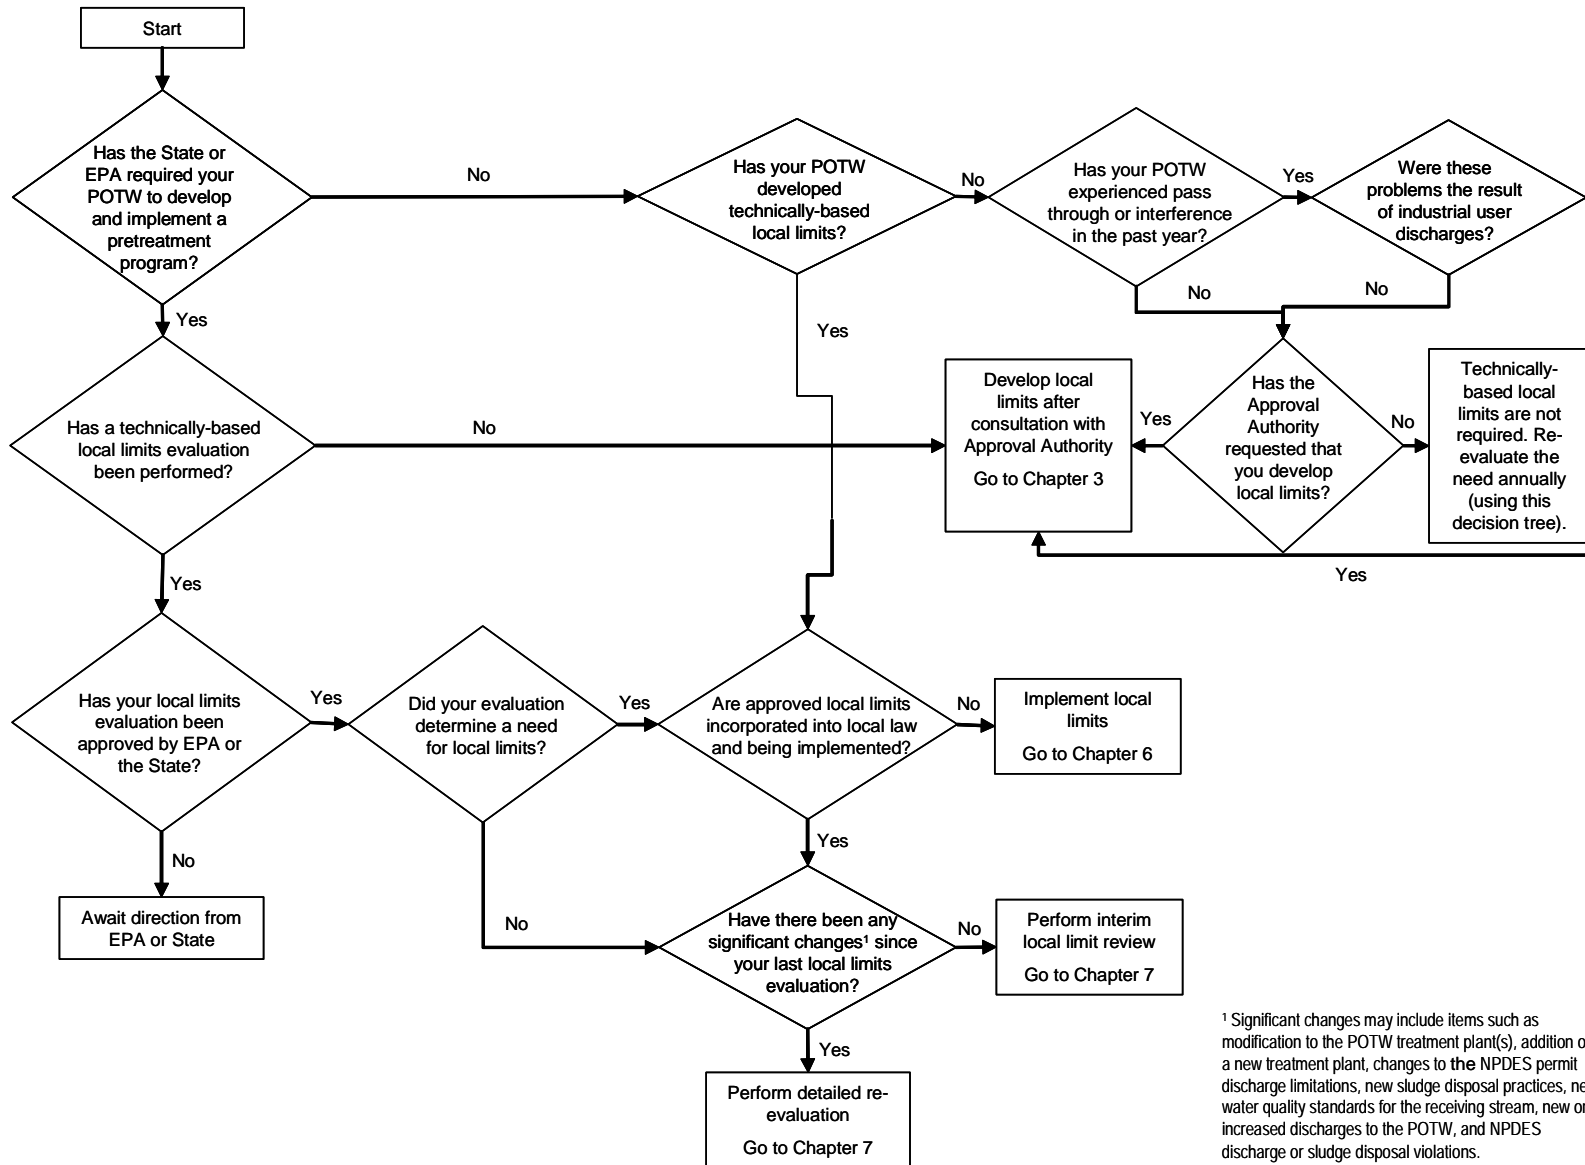 Start
Has the State or
EPA required your
POTW to develop
and implement a
pretreatment
program?
No
Has your POTW
developed
technically-based
local limits?
No
Has your POTW
experienced pass
through or interference
in the past year?
Yes
Were these
problems the result
of industrial user
discharges?
Yes
Yes
No
No
Has a technically-based
local limits evaluation
been performed?
No
Develop local
limits after
consultation with
Approval Authority
Go to Chapter 3
Yes
Has the
Approval
Authority
requested that
you develop
local limits?
No
Technically-
based local
limits are not
required. Re-
evaluate the
need annually
(using this
decision tree).
Yes
Yes
Has your local limits
evaluation been
approved by EPA or
the State?
Yes
Did your evaluation
determine a need
for local limits?
Yes
Are approved local limits
incorporated into local law
and being implemented?
No
Implement local
limits
Go to Chapter 6
No
Yes
Await direction from
EPA or State
No
Have there been any
significant changes¹ since
your last local limits
evaluation?
No
Perform interim
local limit review
Go to Chapter 7
Yes
Perform detailed re-
evaluation
Go to Chapter 7
¹ Significant changes may include items such as
modification to the POTW treatment plant(s), addition o
a new treatment plant, changes to the NPDES permit
discharge limitations, new sludge disposal practices, ne
water quality standards for the receiving stream, new or
increased discharges to the POTW, and NPDES
discharge or sludge disposal violations.